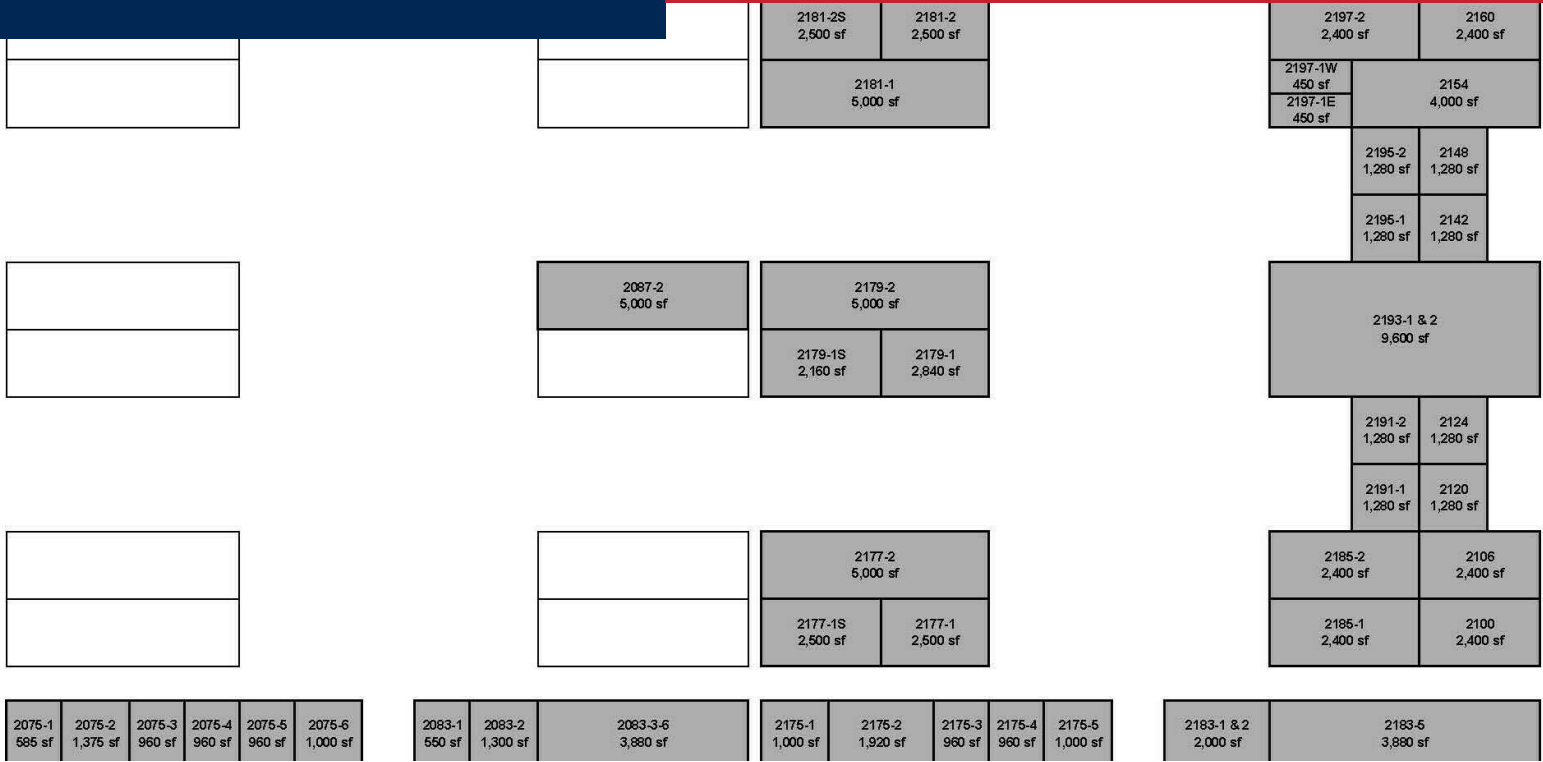 2181-2S
2,500 sf
2181-2
2,500 sf
2197-2
2,400 sf
2160
2,400 sf
2181-1
5,000 sf
2197-1W
450 sf
2197-1E
450 sf
2154
4,000 sf
2195-2
1,280 sf
2148
1,280 sf
2195-1
1,280 sf
2142
1,280 sf
2087-2
5,000 sf
2179-2
5,000 sf
2193-1 & 2
9,600 sf
2179-1S
2,160 sf
2179-1
2,840 sf
2191-2
1,280 sf
2124
1,280 sf
2191-1
1,280 sf
2120
1,280 sf
2177-2
5,000 sf
2185-2
2,400 sf
2106
2,400 sf
2177-1S
2,500 sf
2177-1
2,500 sf
2185-1
2,400 sf
2100
2,400 sf
2075-1
585 sf
2075-2
1,375 sf
2075-3
960 sf
2075-4
960 sf
2075-5
960 sf
2075-6
1,000 sf
2083-1
550 sf
2083-2
1,300 sf
2083-3-6
3,880 sf
2175-1
1,000 sf
2175-2
1,920 sf
2175-3
960 sf
2175-4
960 sf
2175-5
1,000 sf
2183-1 & 2
2,000 sf
2183-5
3,880 sf